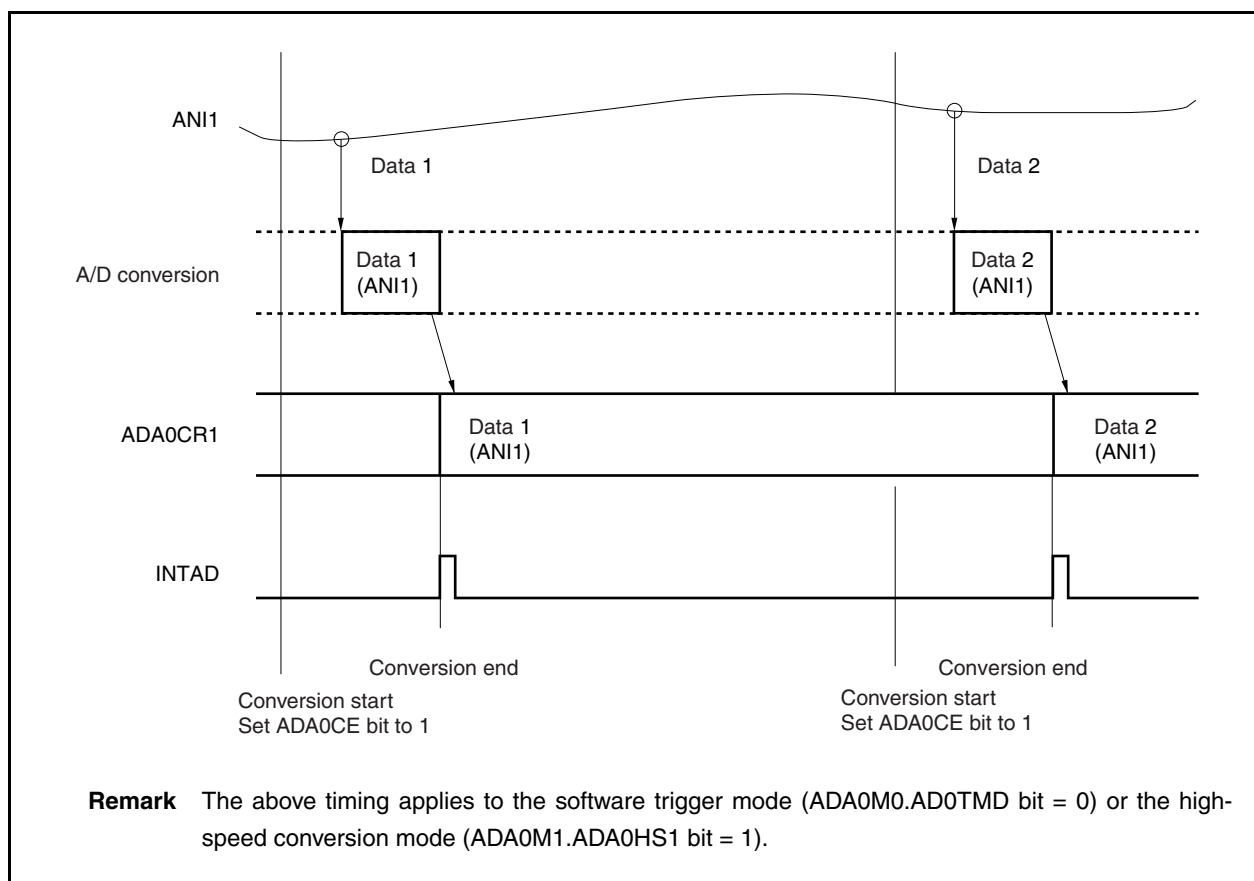 ANI1
Data 1
Data 2
A/D conversion
Data 1
(ANI1)
Data 2
(ANI1)
ADA0CR1
Data 1
(ANI1)
Data 2
(ANI1)
INTAD
Conversion end
Conversion end
Conversion start
Set ADA0CE bit to 1
Conversion start
Set ADA0CE bit to 1
Remark The above timing applies to the software trigger mode (ADA0M0.AD0TMD bit = 0) or the high-
speed conversion mode (ADA0M1.ADA0HS1 bit = 1).